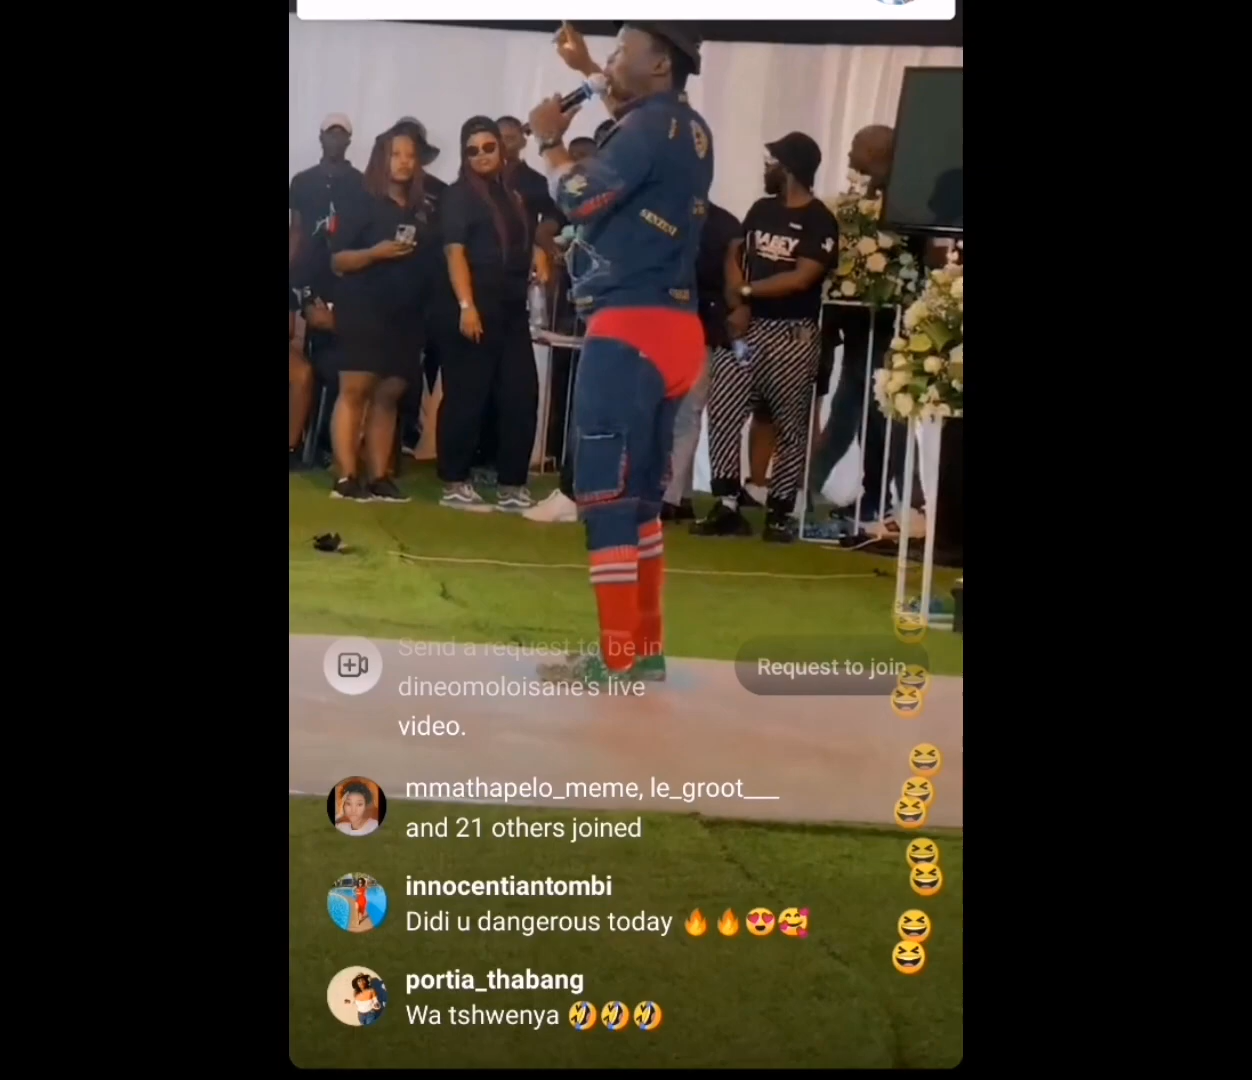 SENZENI
Send a request to be in
dineomoloisane's live
video.
Request to join
mmathapelo_meme, le_groot___
and 21 others joined
innocentiantombi
Didi u dangerous today 🔥🔥😍🥰
portia_thabang
Wa tshwenya 🤣🤣🤣